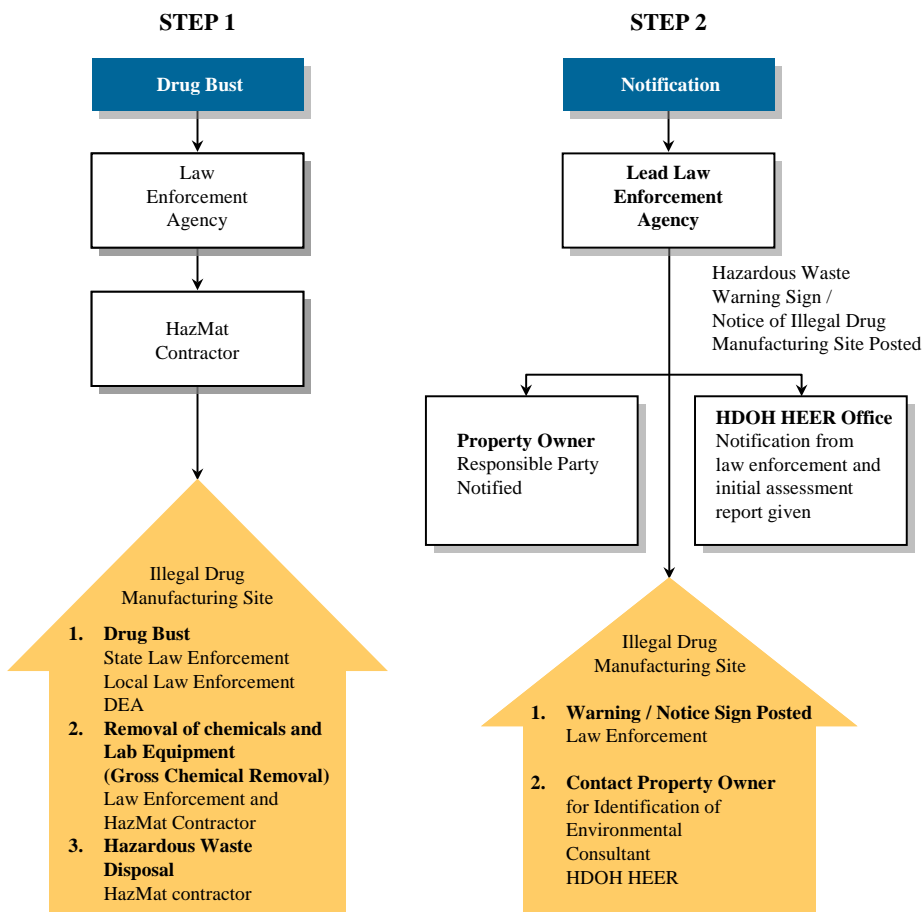 STEP 1
Drug Bust
Law
Enforcement
Agency
HazMat
Contractor
Illegal Drug
Manufacturing Site
1. Drug Bust
State Law Enforcement
Local Law Enforcement
DEA
2. Removal of chemicals and
Lab Equipment
(Gross Chemical Removal)
Law Enforcement and
HazMat Contractor
3. Hazardous Waste
Disposal
HazMat contractor
STEP 2
Notification
Lead Law
Enforcement
Agency
Hazardous Waste
Warning Sign /
Notice of Illegal Drug
Manufacturing Site Posted
Property Owner
Responsible Party
Notified
HDOH HEER Office
Notification from
law enforcement and
initial assessment
report given
Illegal Drug
Manufacturing Site
1. Warning / Notice Sign Posted
Law Enforcement
2. Contact Property Owner
for Identification of
Environmental
Consultant
HDOH HEER